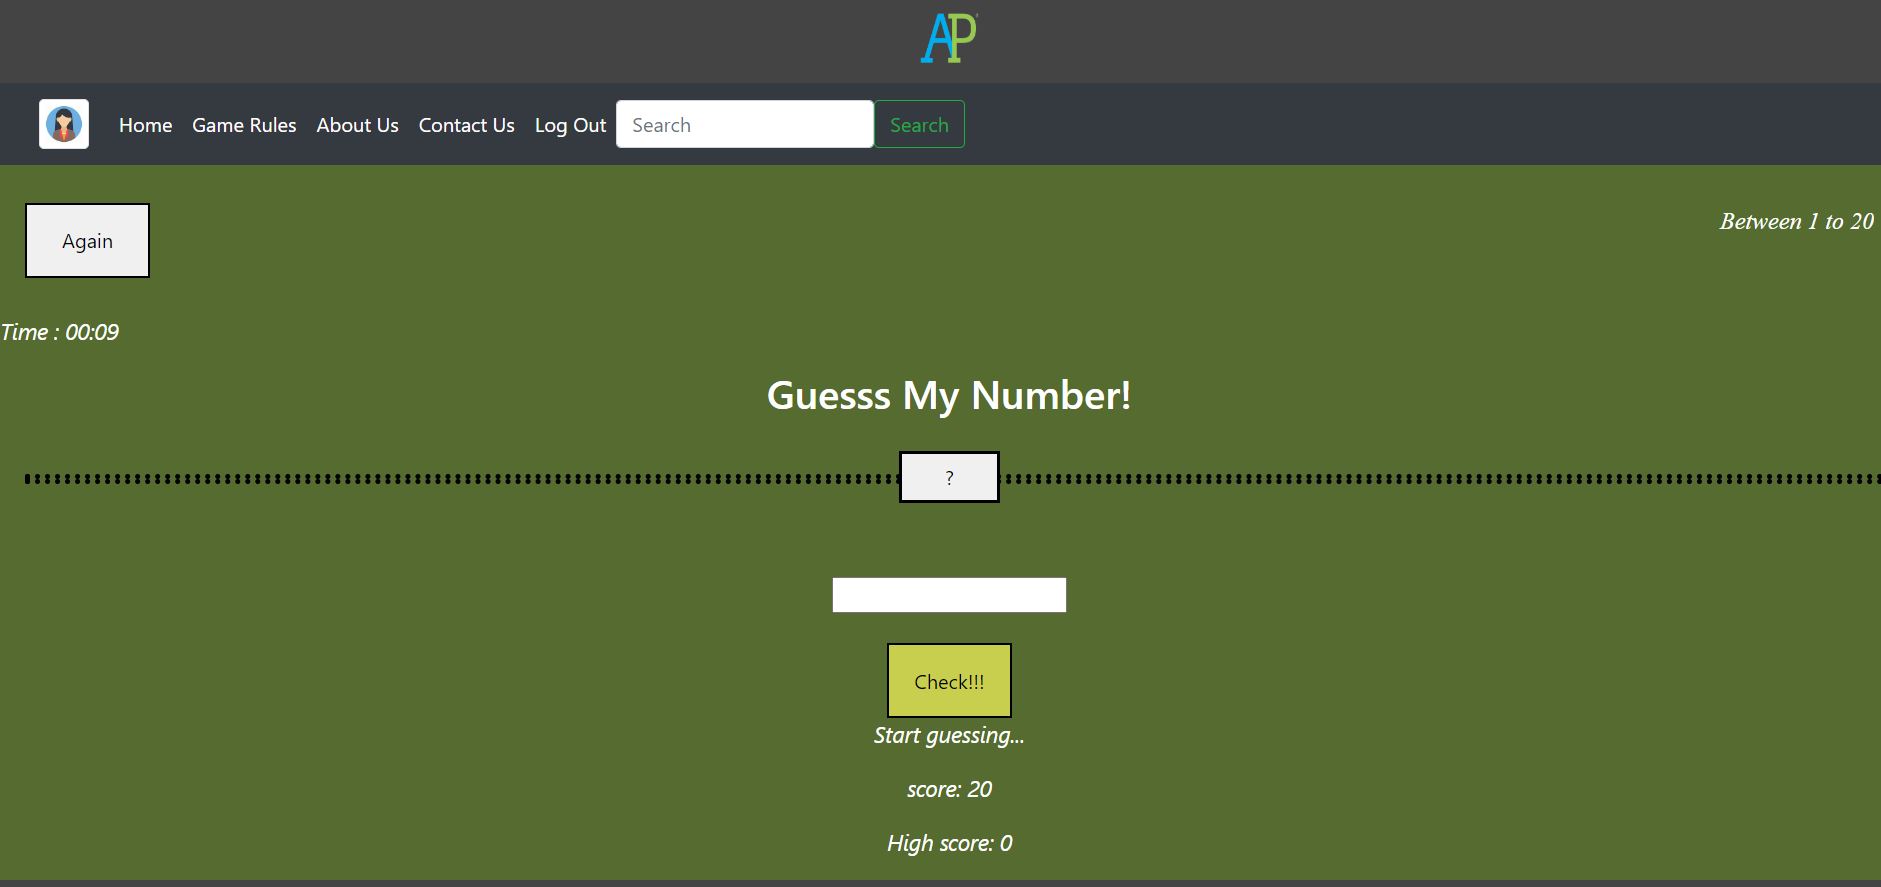 AP
Home Game Rules About Us Contact Us Log Out Search Search
Again
Between 1 to 20
Time : 00:09
Guesss My Number!
?
Check!!!
Start guessing...
score: 20
High score: 0